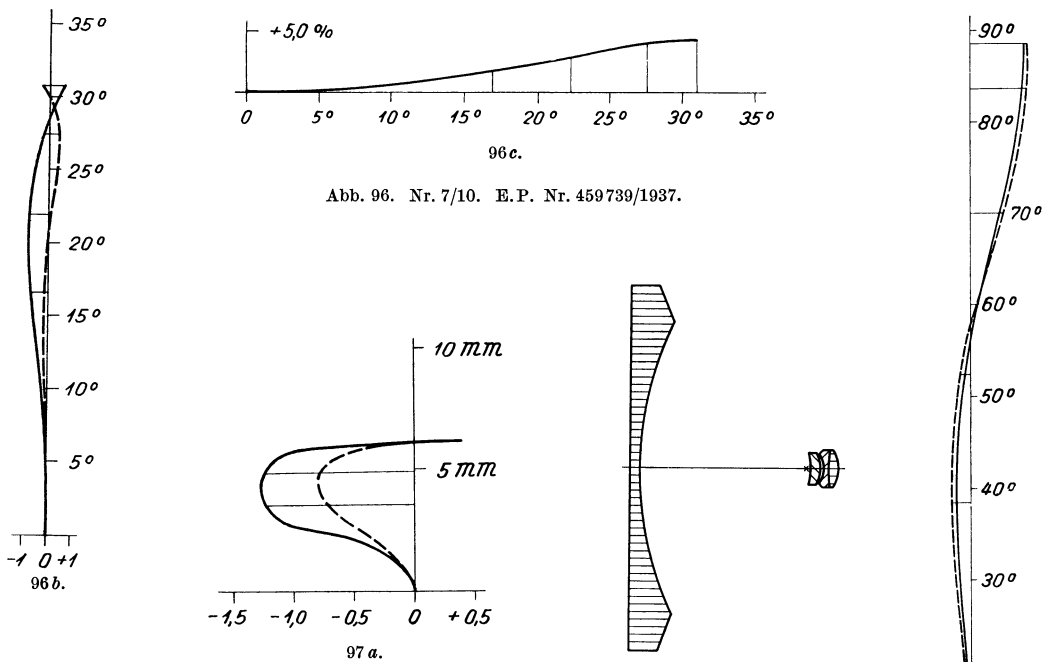 35°
30°
25°
20°
15°
10°
5°
-1 0 +1
96b.
+5,0 %
0 5° 10° 15° 20° 25° 30° 35°
96c.
Abb. 96. Nr. 7/10. E.P. Nr. 459739/1937.
10 mm
5 mm
-1,5 -1,0 -0,5 0 +0,5
97a.
90°
80°
70°
60°
50°
40°
30°